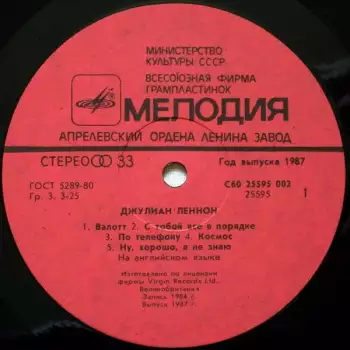 МИНИСТЕРСТВО
КУЛЬТУРЫ СССР
ВСЕСОЮЗНАЯ ФИРМА
ГРАМПЛАСТИНОК
МЕЛОДИЯ
АПРЕЛЕВСКИЙ ОРДЕНА ЛЕНИНА ЗАВОД
СТЕРЕО 33
Год выпуска 1987
ГОСТ 5289-80
Гр. 3. 3-25
С60 25595 002
25595 1
ДЖУЛИАН ЛЕННОН
1. Валотт 2. С тобой все в порядке
3. По телефону 4. Космос
5. Ну, хорошо, я не знаю
На английском языке
Изготовлено по лицензии
фирмы Virgin Records Ltd.,
Великобритания
Запись 1984 г.
Выпуск 1987 г.